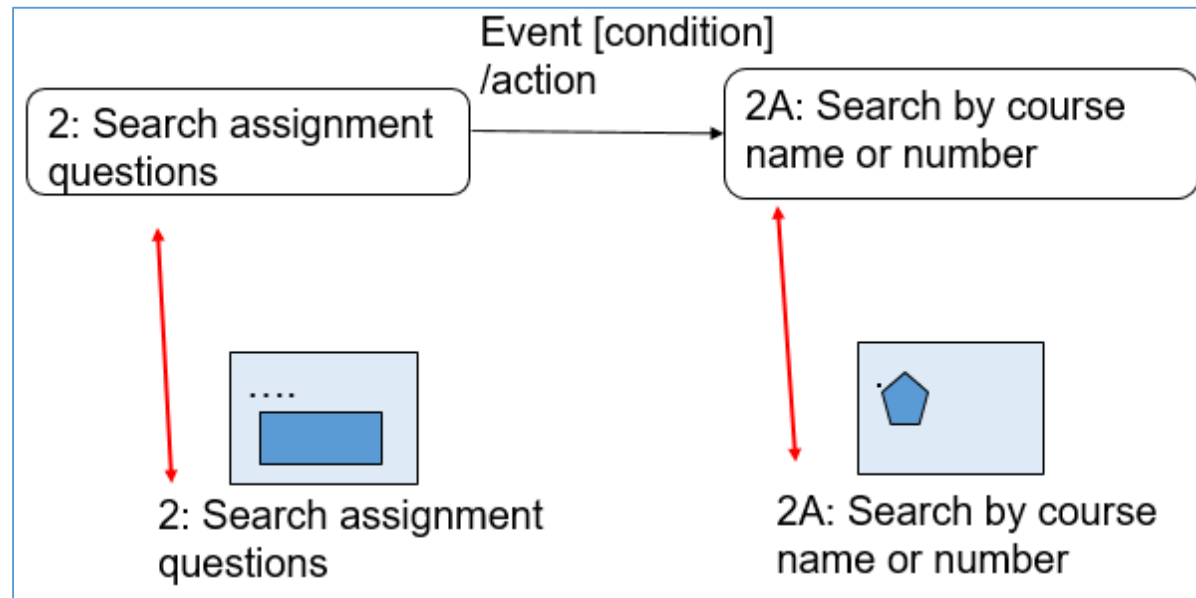 Event [condition]
/action
2: Search assignment
questions
2A: Search by course
name or number
....
.
2: Search assignment
questions
2A: Search by course
name or number